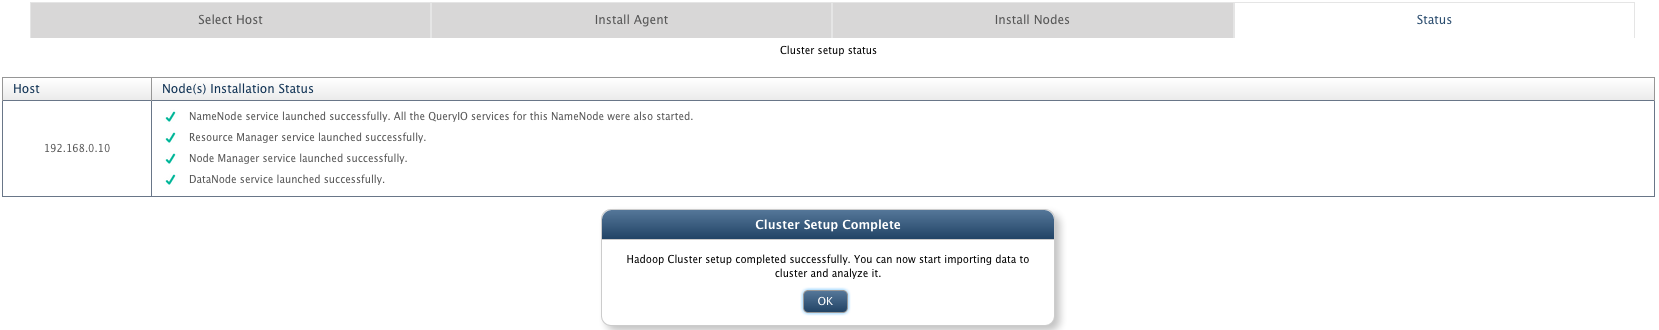 Select Host
Install Agent
Install Nodes
Status
Cluster setup status
Host
Node(s) Installation Status
192.168.0.10
NameNode service launched successfully. All the QueryIO services for this NameNode were also started.
Resource Manager service launched successfully.
Node Manager service launched successfully.
DataNode service launched successfully.
Cluster Setup Complete
Hadoop Cluster setup completed successfully. You can now start importing data to
cluster and analyze it.
OK